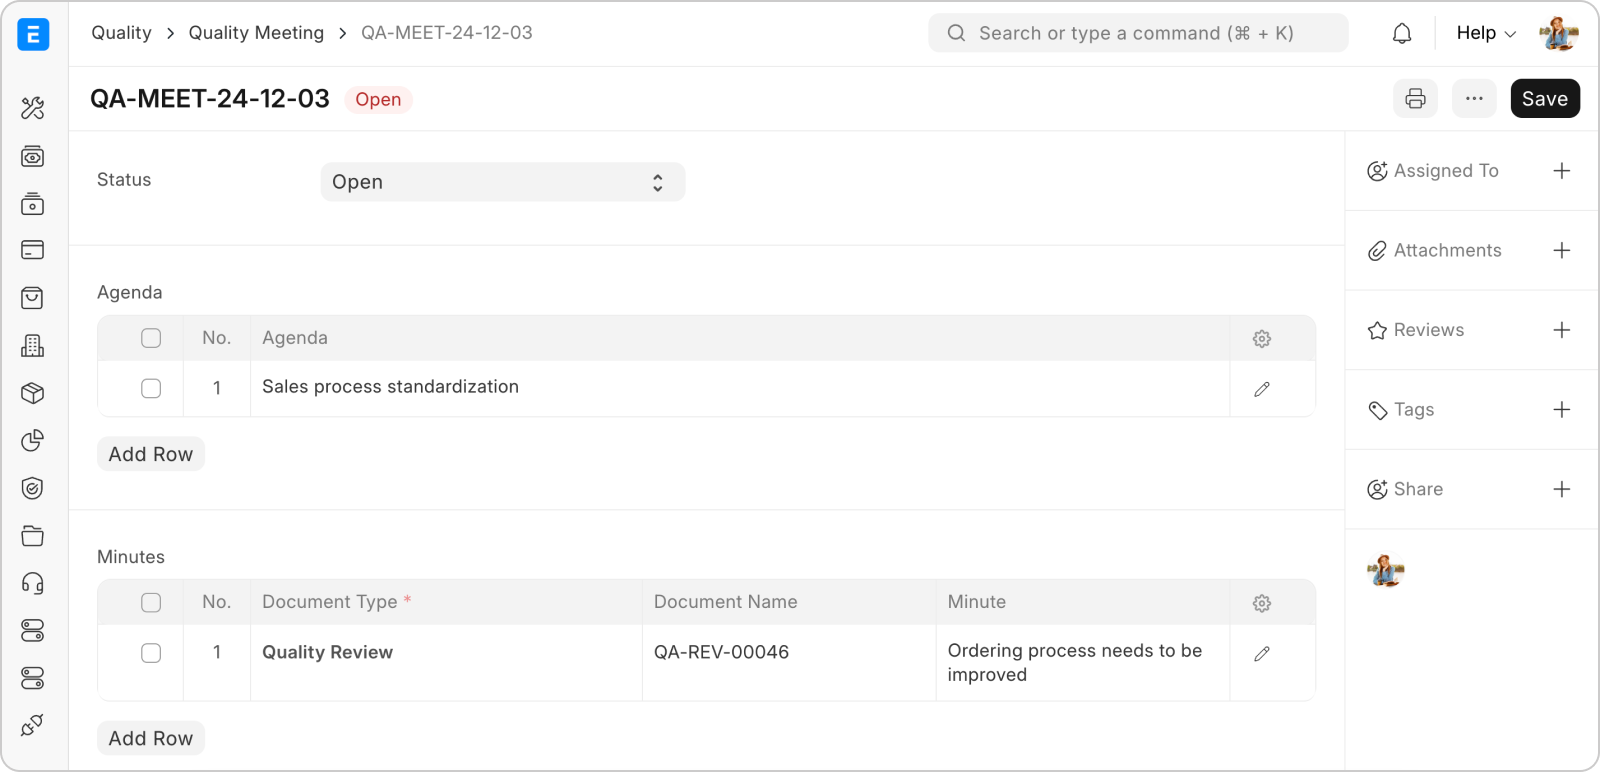 E
Quality > Quality Meeting > QA-MEET-24-12-03
Search or type a command (⌘ + K)
Help
QA-MEET-24-12-03
Open
Save
Status
Open
Agenda
No. Agenda
1 Sales process standardization
Add Row
Minutes
No. Document Type * Document Name Minute
1 Quality Review QA-REV-00046 Ordering process needs to be
improved
Add Row
Assigned To
Attachments
Reviews
Tags
Share